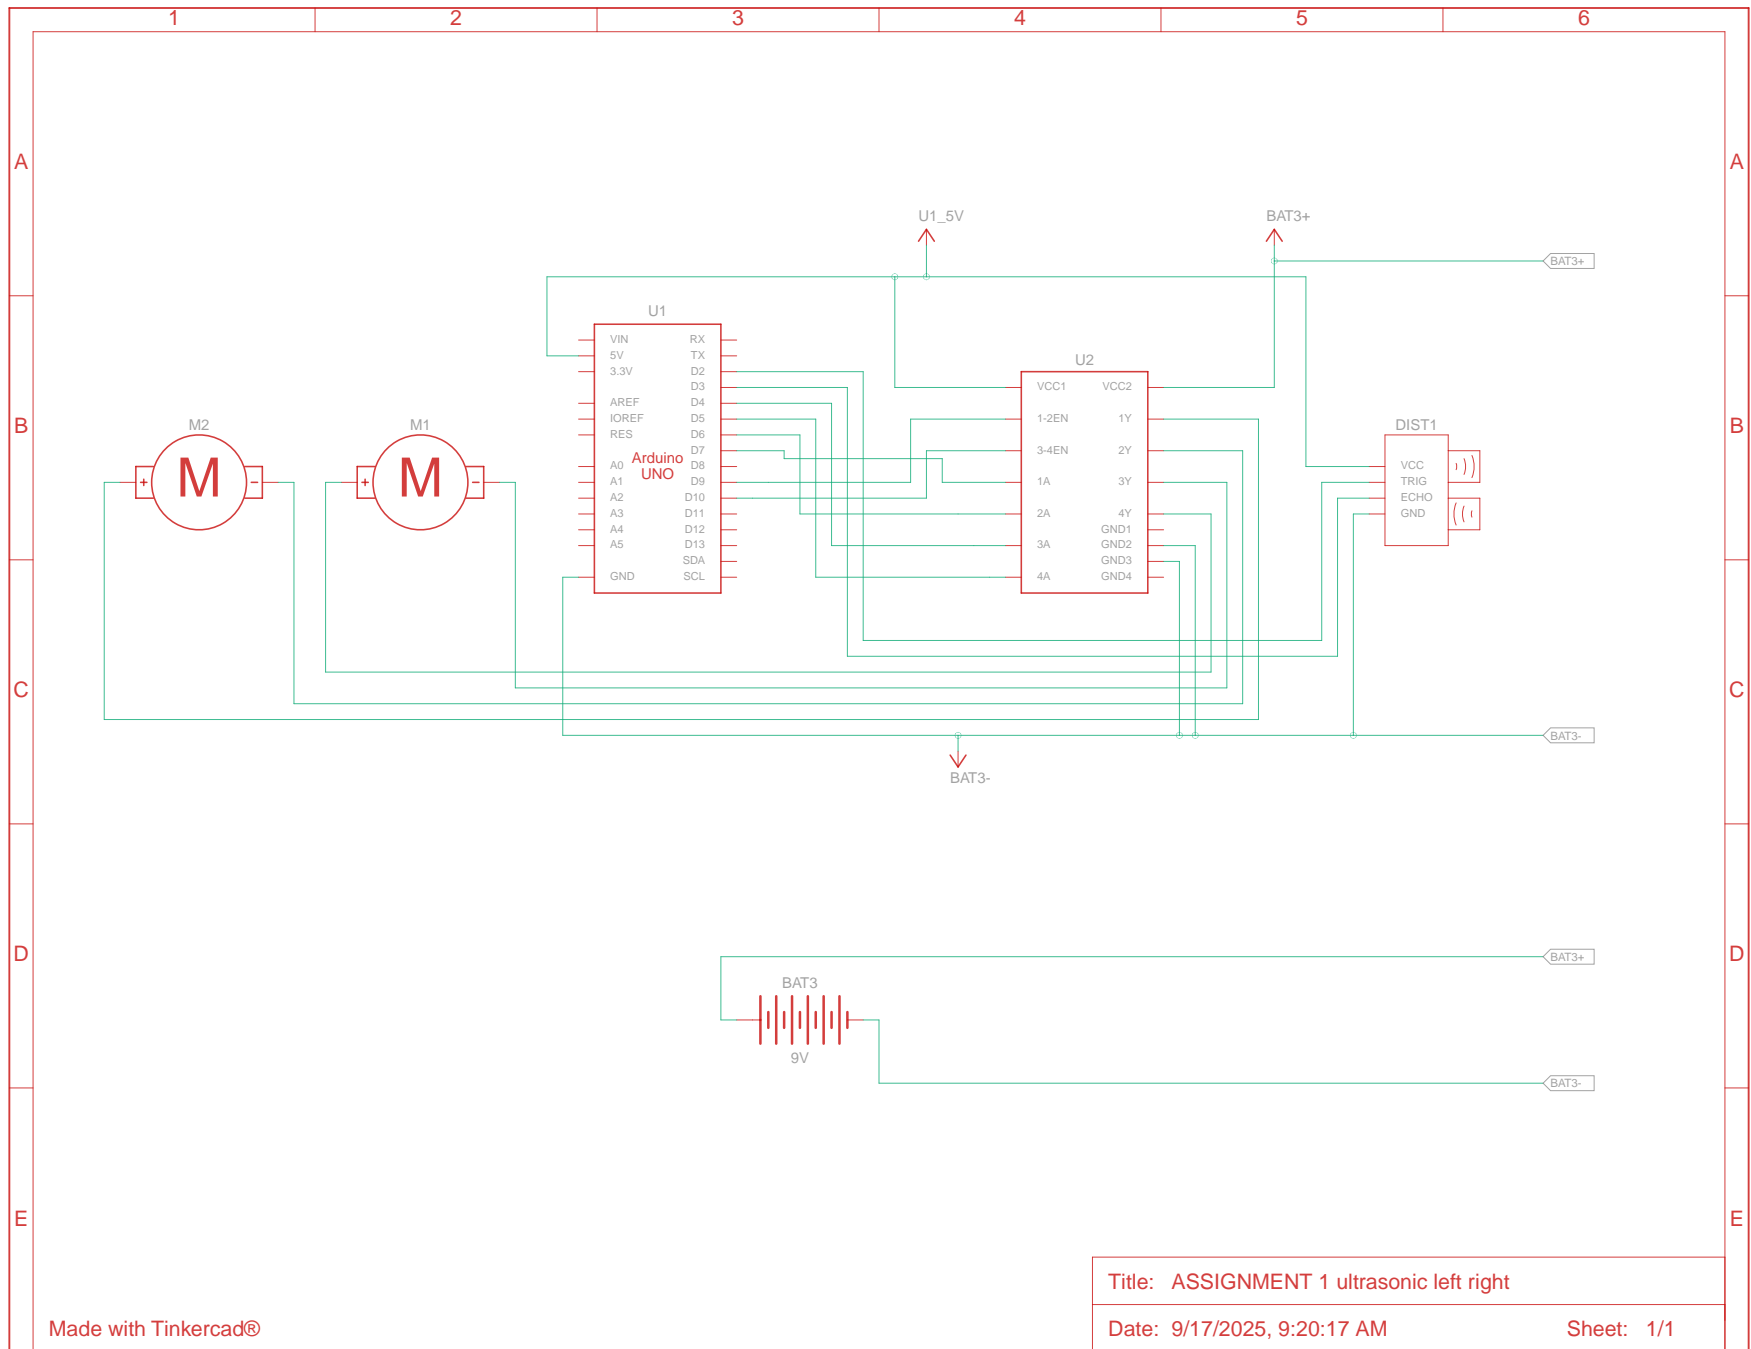 1 2 3 4 5 6
A A
U1_5V BAT3+
BAT3+
B B
U1
VIN RX
5V TX
3.3V D2
D3
AREF D4
IOREF D5
RES D6
D7
A0 D8
A1 D9
A2 D10
A3 D11
A4 D12
A5 D13
SDA
GND SCL
Arduino
UNO
U2
VCC1 VCC2
1-2EN 1Y
3-4EN 2Y
1A 3Y
2A 4Y
GND1
3A GND2
GND3
4A GND4
M2
+ M -
M1
+ M -
DIST1
VCC
TRIG
ECHO
GND
C C
BAT3-
BAT3-
D D
BAT3+
BAT3
9V
BAT3-
E E
Title: ASSIGNMENT 1 ultrasonic left right
Made with Tinkercad®
Date: 9/17/2025, 9:20:17 AM Sheet: 1/1